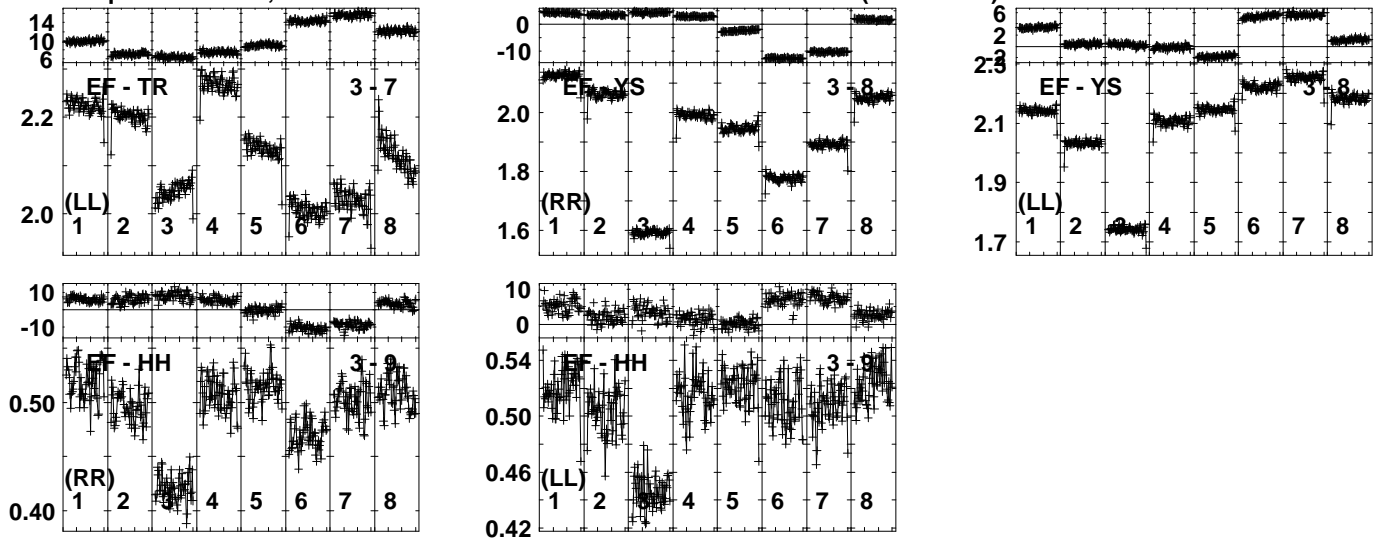 14
10
6
EF - TR 3 - 7
2.2
2.0
(LL)
1 2 3 4 5 6 7 8
0
-10
EF - YS 3 - 8
2.0
1.8
1.6
(RR)
1 2 3 4 5 6 7 8
6
2
-2
2.3
EF - YS 3 - 8
2.1
1.9
1.7
(LL)
1 2 3 4 5 6 7 8
10
-10
EF - HH 3 - 9
0.50
0.40
(RR)
1 2 3 4 5 6 7 8
10
0
0.54
EF - HH 3 - 9
0.50
0.46
0.42
(LL)
1 2 3 4 5 6 7 8